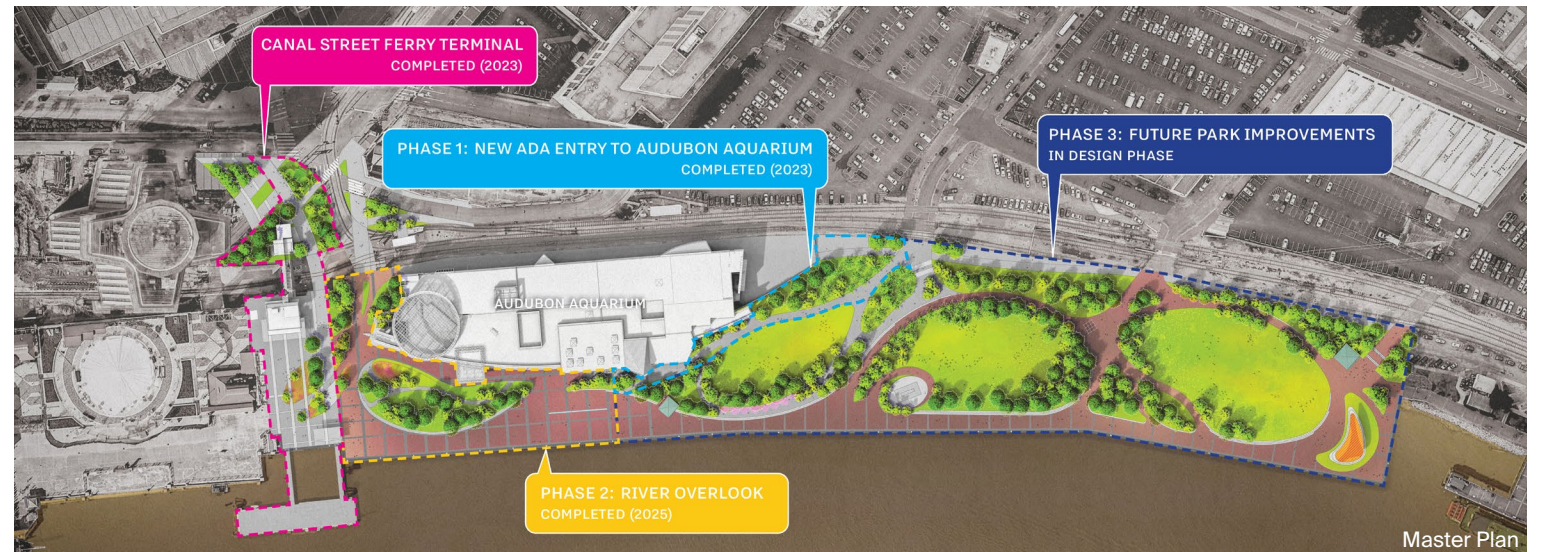 CANAL STREET FERRY TERMINAL
COMPLETED (2023)
PHASE 1: NEW ADA ENTRY TO AUDUBON AQUARIUM
COMPLETED (2023)
PHASE 3: FUTURE PARK IMPROVEMENTS
IN DESIGN PHASE
AUDUBON AQUARIUM
PHASE 2: RIVER OVERLOOK
COMPLETED (2025)
Master Plan